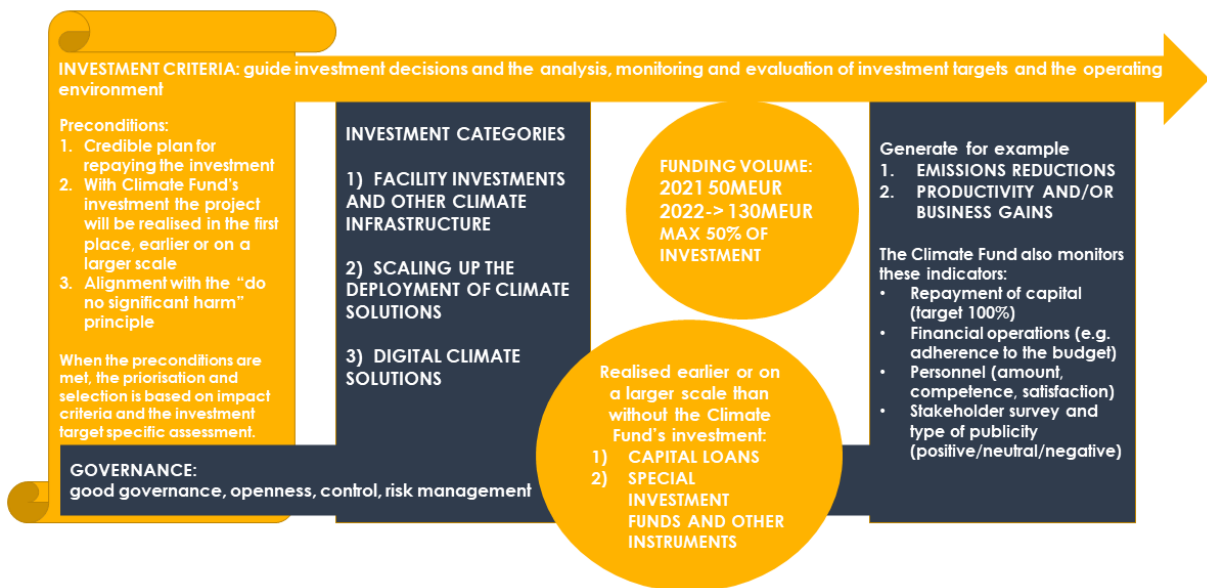 INVESTMENT CRITERIA: guide investment decisions and the analysis, monitoring and evaluation of investment targets and the operating
environment
Preconditions:
1. Credible plan for
repaying the investment
2. With Climate Fund's
investment the project
will be realised in the first
place, earlier or on a
larger scale
3. Alignment with the “do
no significant harm”
principle
When the preconditions are
met, the priorisation and
selection is based on impact
criteria and the investment
target specific assessment.
GOVERNANCE:
good governance, openness, control, risk management
INVESTMENT CATEGORIES
1) FACILITY INVESTMENTS
AND OTHER CLIMATE
INFRASTRUCTURE
2) SCALING UP THE
DEPLOYMENT OF CLIMATE
SOLUTIONS
3) DIGITAL CLIMATE
SOLUTIONS
FUNDING VOLUME:
2021 50MEUR
2022-> 130MEUR
MAX 50% OF
INVESTMENT
Realised earlier or on
a larger scale than
without the Climate
Fund's investment:
1) CAPITAL LOANS
2) SPECIAL
INVESTMENT
FUNDS AND OTHER
INSTRUMENTS
Generate for example
1. EMISSIONS REDUCTIONS
2. PRODUCTIVITY AND/OR
BUSINESS GAINS
The Climate Fund also monitors
these indicators:
• Repayment of capital
(target 100%)
• Financial operations (e.g.
adherence to the budget)
• Personnel (amount,
competence, satisfaction)
• Stakeholder survey and
type of publicity
(positive/neutral/negative)